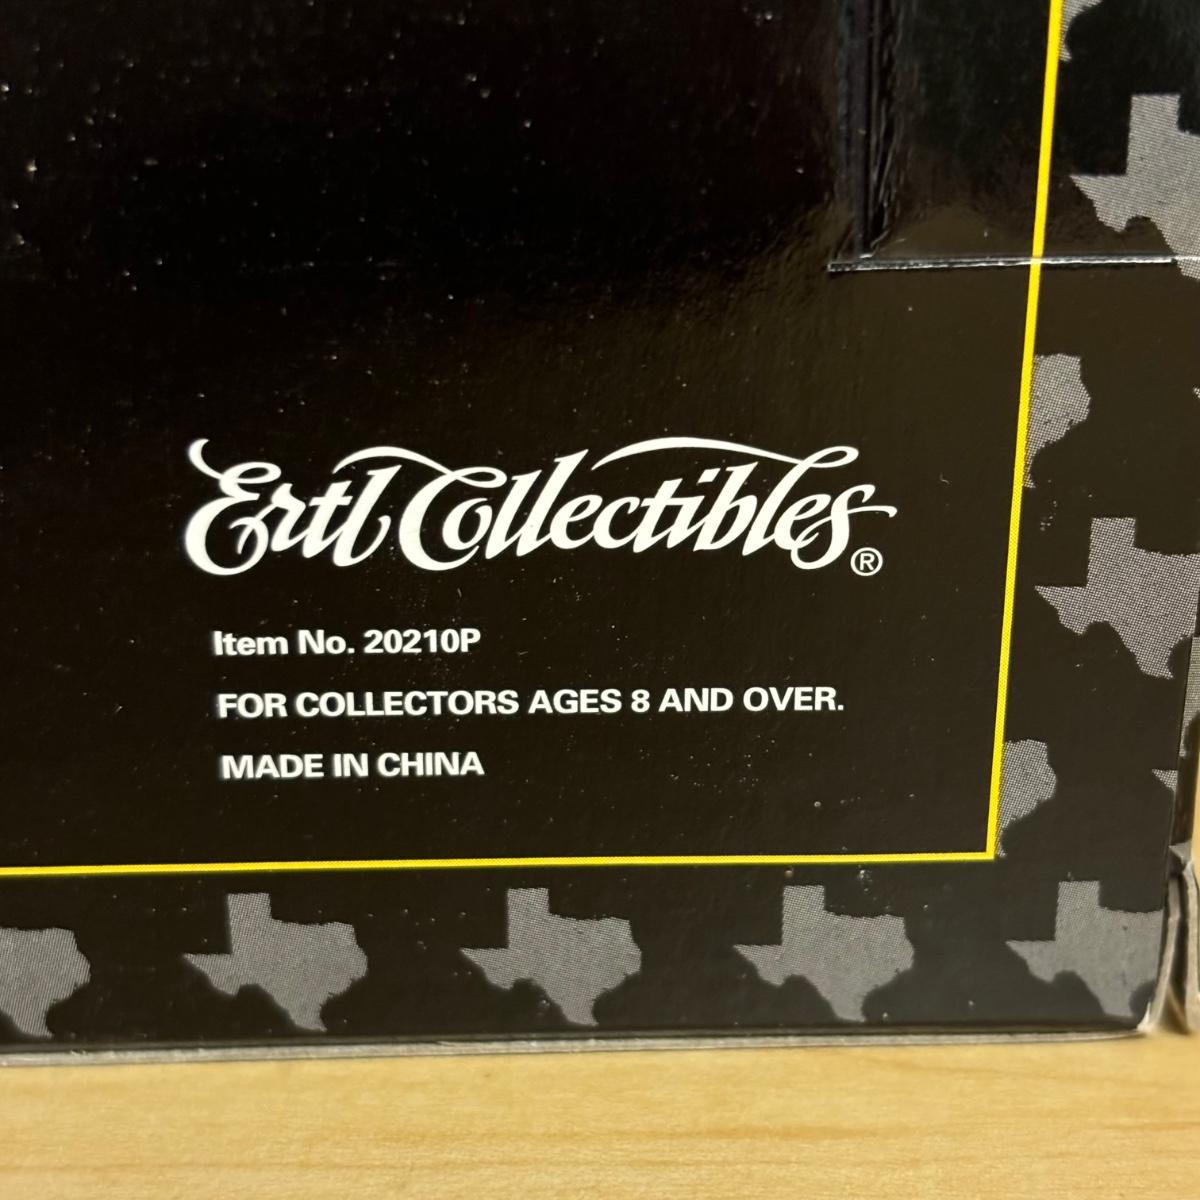 Ertl Collectibles®
Item No. 20210P
FOR COLLECTORS AGES 8 AND OVER.
MADE IN CHINA